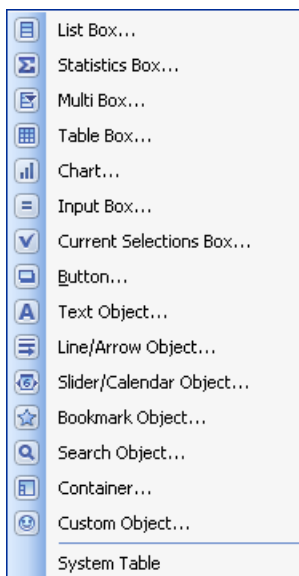 List Box...
Statistics Box...
Multi Box...
Table Box...
Chart...
Input Box...
Current Selections Box...
Button...
Text Object...
Line/Arrow Object...
Slider/Calendar Object...
Bookmark Object...
Search Object...
Container...
Custom Object...
System Table